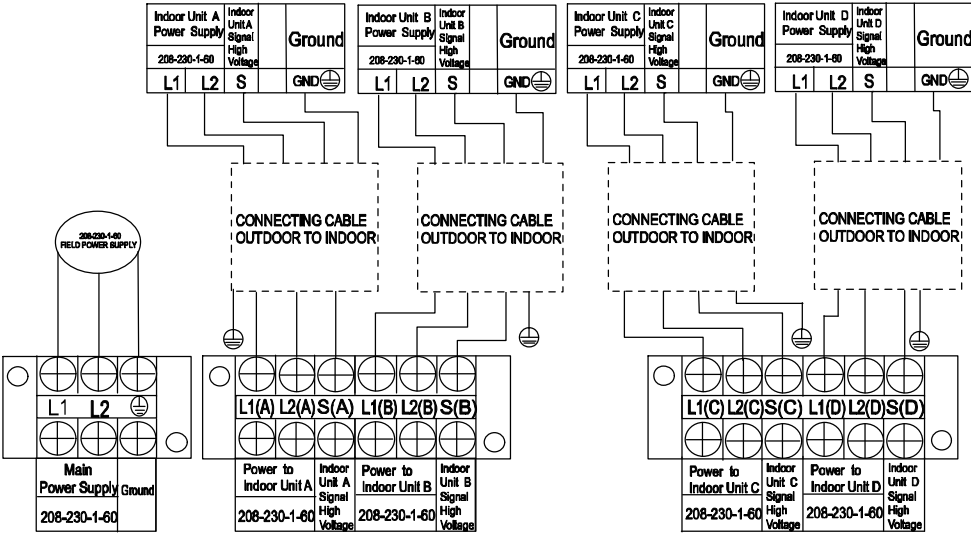 Indoor Unit A
Power Supply
208-230-1-60
Indoor
Unit A
Signal
High
Voltage
Ground
L1 L2 S GND
Indoor Unit B
Power Supply
208-230-1-60
Indoor
Unit B
Signal
High
Voltage
Ground
L1 L2 S GND
Indoor Unit C
Power Supply
208-230-1-60
Indoor
Unit C
Signal
High
Voltage
Ground
L1 L2 S GND
Indoor Unit D
Power Supply
208-230-1-60
Indoor
Unit D
Signal
High
Voltage
Ground
L1 L2 S GND
CONNECTING CABLE
OUTDOOR TO INDOOR
CONNECTING CABLE
OUTDOOR TO INDOOR
CONNECTING CABLE
OUTDOOR TO INDOOR
CONNECTING CABLE
OUTDOOR TO INDOOR
208-230-1-60
FIELD POWER SUPPLY
L1 L2
Main
Power Supply
208-230-1-60
Ground
L1(A) L2(A) S(A) L1(B) L2(B) S(B)
Power to
Indoor Unit A
208-230-1-60
Indoor
Unit A
Signal
High
Voltage
Power to
Indoor Unit B
208-230-1-60
Indoor
Unit B
Signal
High
Voltage
L1(C) L2(C) S(C) L1(D) L2(D) S(D)
Power to
Indoor Unit C
208-230-1-60
Indoor
Unit C
Signal
High
Voltage
Power to
Indoor Unit D
208-230-1-60
Indoor
Unit D
Signal
High
Voltage